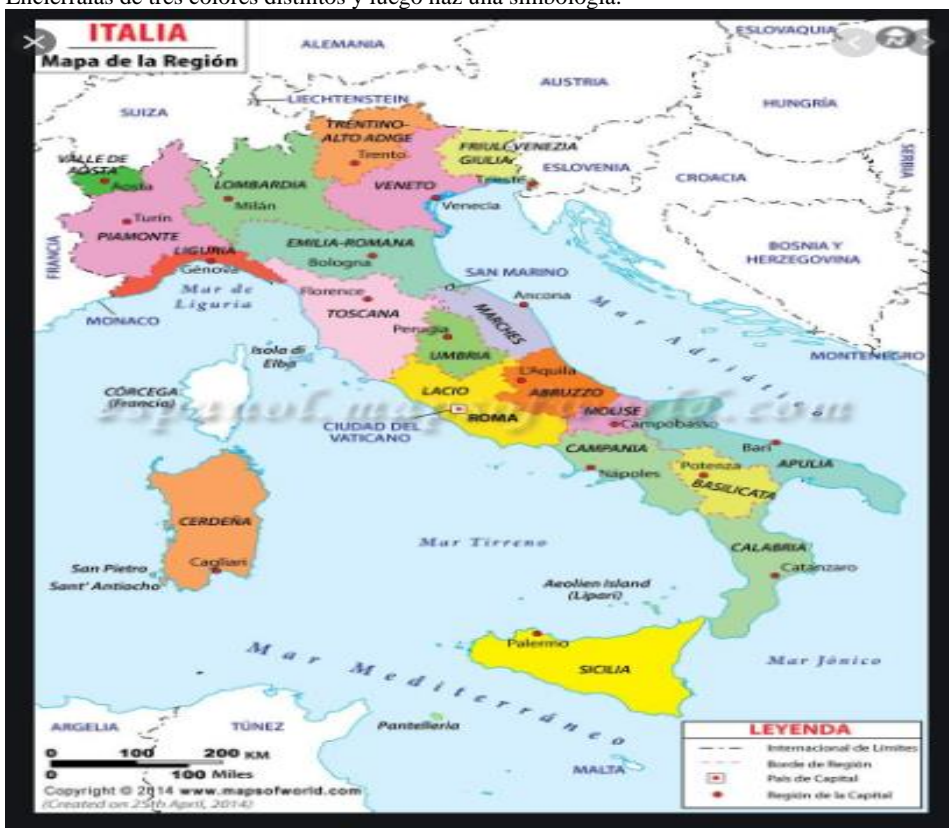 Enciérralas de tres colores distintos y luego haz una simbología.
ITALIA
Mapa de la Región
ALEMANIA
ESLOVAQUIA
AUSTRIA
LIECHTENSTEIN
SUIZA
HUNGRÍA
TRENTINO-
ALTO ADIGE
Trento
FRIULI-VENEZIA
GIULIA
ESLOVENIA
SERBIA
VALLE DE
AOSTA
Aosta
LOMBARDIA
VENETO
Trieste
CROACIA
Milán
Venecia
Turín
PIAMONTE
FRANCIA
LIGURIA
Génova
EMILIA-ROMANA
Bologna
BOSNIA Y
HERZEGOVINA
SAN MARINO
Mar de
Liguria
Florence
TOSCANA
Ancona
MARCHES
Mar Adriático
MONACO
Perugia
UMBRIA
Isola di
Elba
MONTENEGRO
L'Aquila
ABRUZZO
CÓRCEGA
(Francia)
LACIO
ROMA
espanol.mapsofworld.com
MOLISE
Campobasso
CIUDAD DEL
VATICANO
CAMPANIA
Nápoles
Bari
APULIA
Potenza
BASILICATA
CERDEÑA
Cagliari
Mar Tirreno
CALABRIA
Catanzaro
San Pietro
Sant' Antiocho
Aeolien Island
(Lipari)
Palermo
SICILIA
Mar Jónico
Mar Mediterráneo
ARGELIA
TÚNEZ
Pantelleria
MALTA
0 100 200 KM
0 100 Miles
Copyright © 2014 www.mapsofworld.com
(Created on 25th April, 2014)
LEYENDA
Internacional de Límites
Borde de Región
País de Capital
Región de la Capital